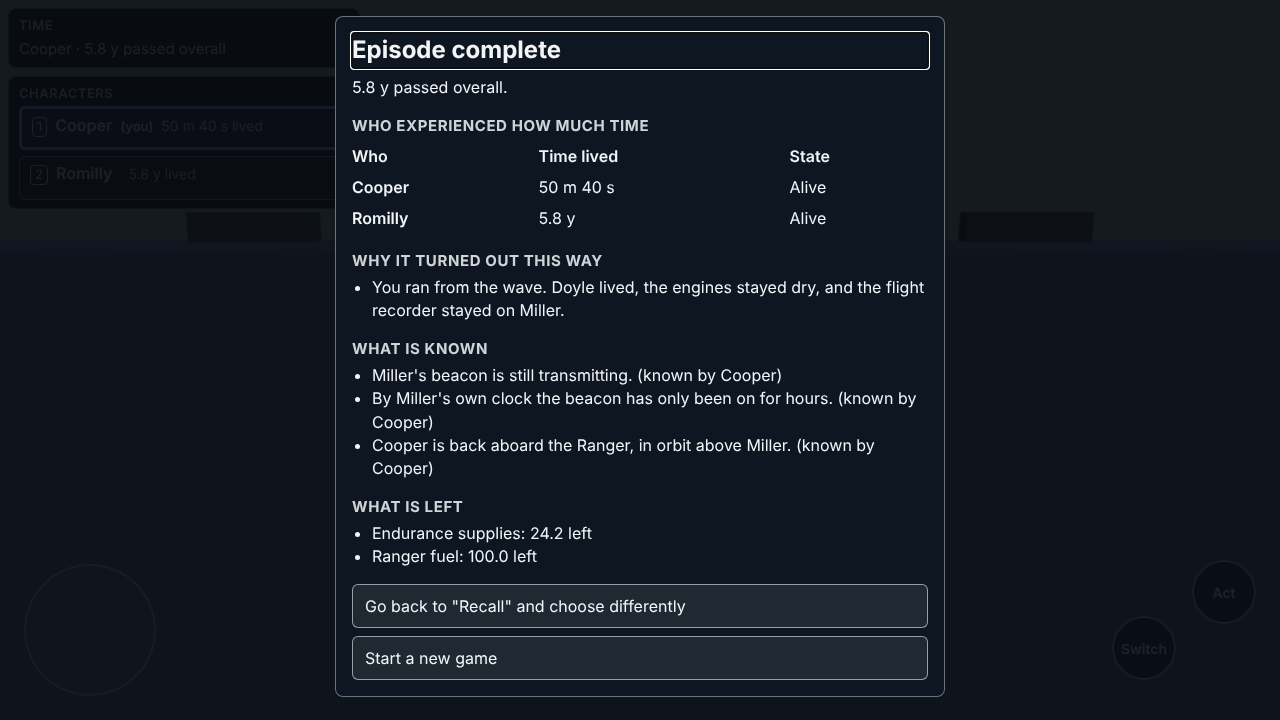 TIME
Cooper · 5.8 y passed overall
CHARACTERS
1 Cooper (you) 50 m 40 s lived
2 Romilly 5.8 y lived
Episode complete
5.8 y passed overall.
WHO EXPERIENCED HOW MUCH TIME
Who Time lived State
Cooper 50 m 40 s Alive
Romilly 5.8 y Alive
WHY IT TURNED OUT THIS WAY
• You ran from the wave. Doyle lived, the engines stayed dry, and the flight
recorder stayed on Miller.
WHAT IS KNOWN
• Miller's beacon is still transmitting. (known by Cooper)
• By Miller's own clock the beacon has only been on for hours. (known by
Cooper)
• Cooper is back aboard the Ranger, in orbit above Miller. (known by
Cooper)
WHAT IS LEFT
• Endurance supplies: 24.2 left
• Ranger fuel: 100.0 left
Go back to "Recall" and choose differently
Start a new game
Act
Switch